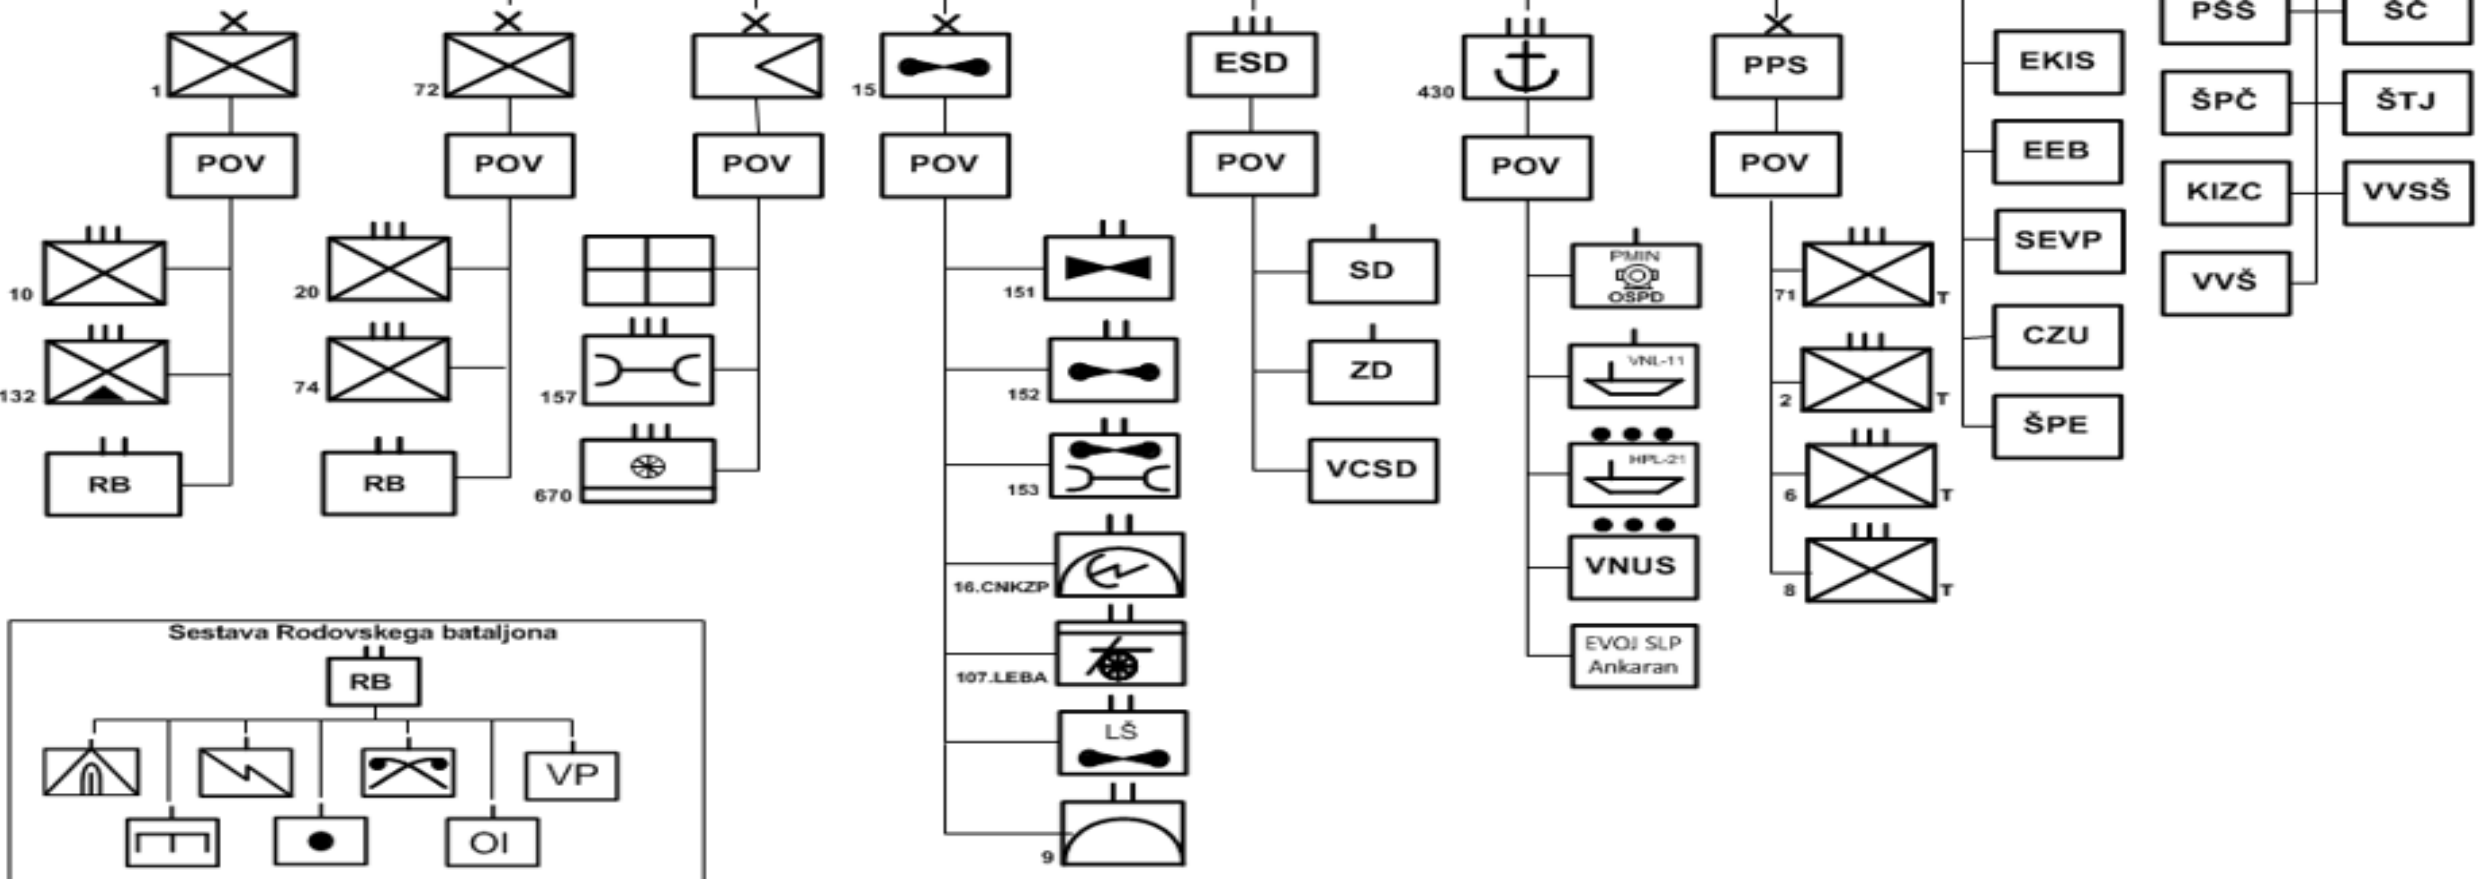 1
POV
10
132
RB
72
POV
20
74
RB
POV
157
670
15
POV
151
152
153
16.CNKZP
107.LEBA
LŠ
9
ESD
POV
SD
ZD
VCSD
430
POV
PMIN
OSPD
VNL-11
HPL-21
VNUS
EVOJ SLP
Ankaran
PPS
POV
71
T
2
T
6
T
8
T
EKIS
EEB
SEVP
CZU
ŠPE
PŠŠ
ŠČ
ŠPČ
ŠTJ
KIZC
VVSŠ
VVŠ
Sestava Rodovskega bataljona
RB
VP
OI